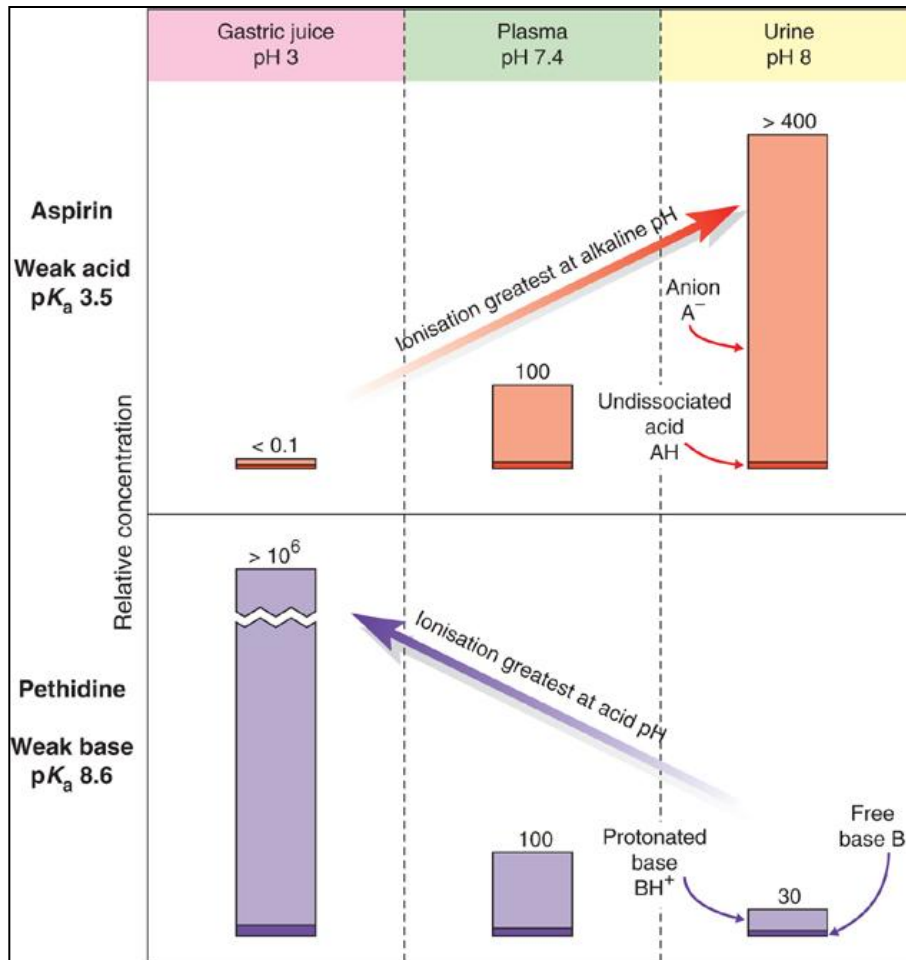 Gastric juice
pH 3
Plasma
pH 7.4
Urine
pH 8
Aspirin
Weak acid
pKa 3.5
< 0.1
100
> 400
Ionisation greatest at alkaline pH
Anion
A⁻
Undissociated
acid
AH
Relative concentration
Pethidine
Weak base
pKa 8.6
> 10⁶
100
30
Ionisation greatest at acid pH
Protonated
base
BH⁺
Free
base B